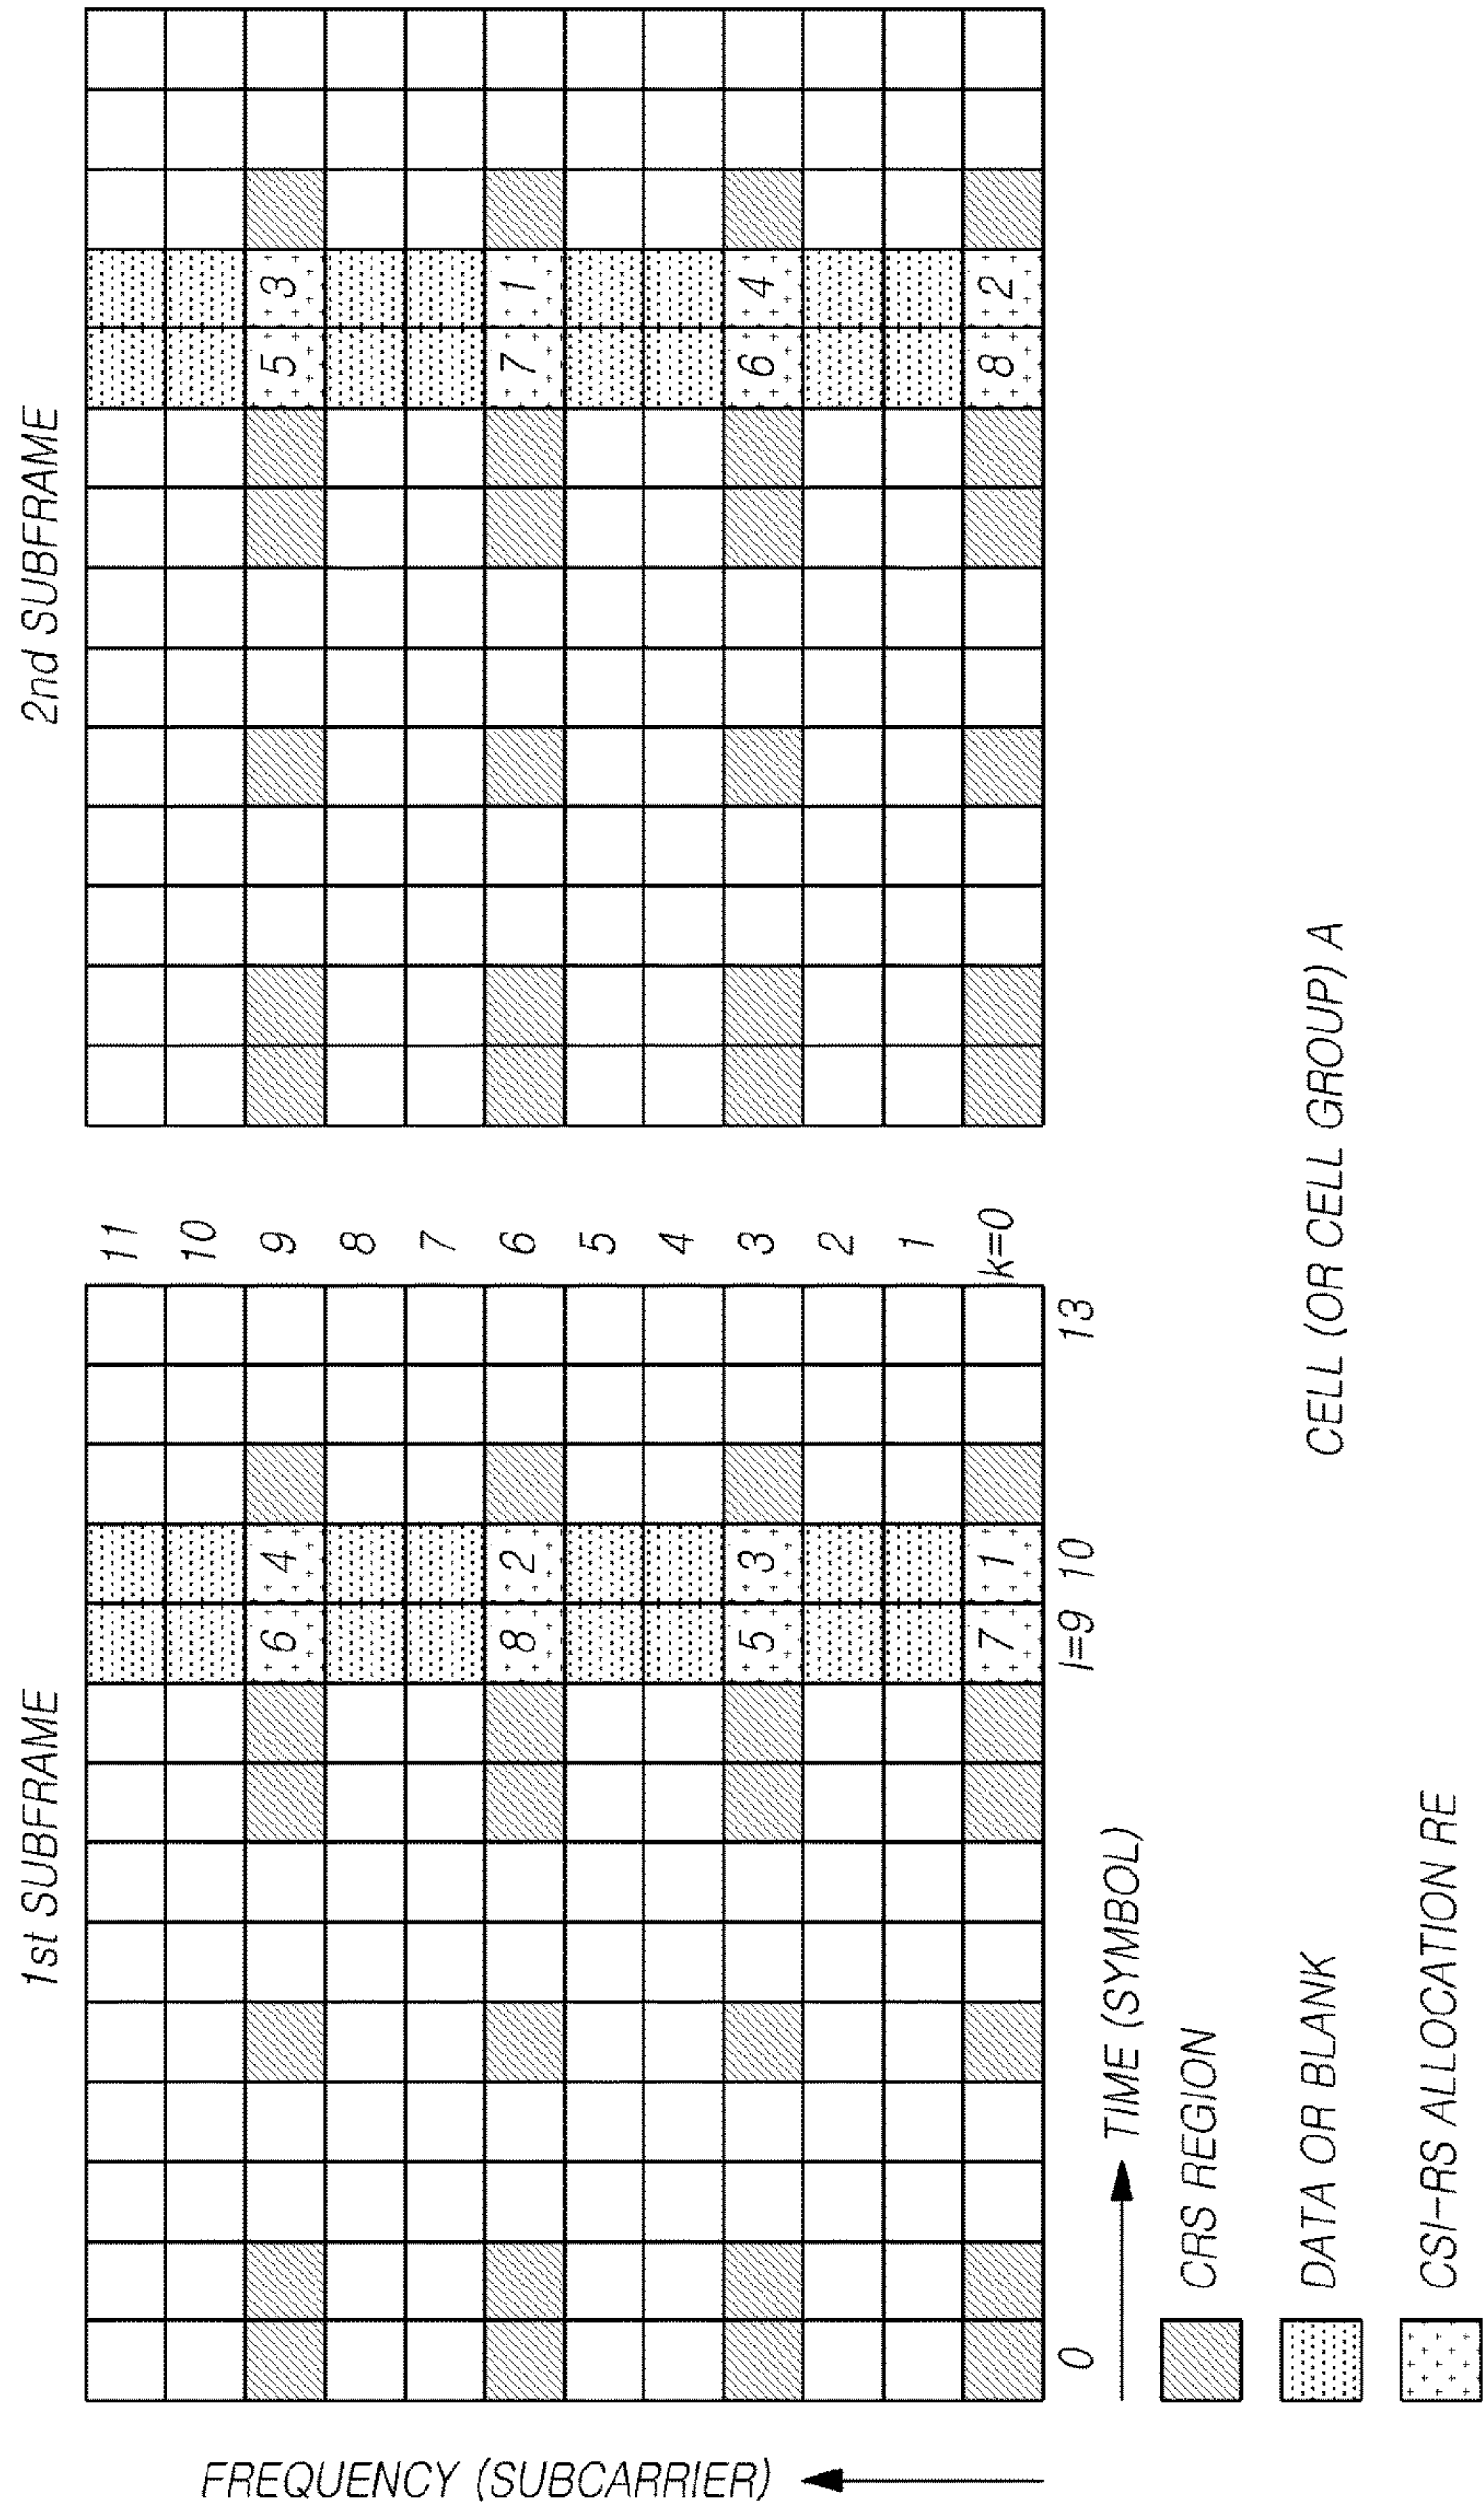 1st SUBFRAME
2nd SUBFRAME
11
10
6 4 9 5 3
8
7
8 2 6 7 1
5
4
5 3 3 6 4
2
1
7 1 k=0 8 2
0 l=9 10 13
FREQUENCY (SUBCARRIER)
TIME (SYMBOL)
CRS REGION
DATA OR BLANK
CSI-RS ALLOCATION RE
CELL (OR CELL GROUP) A